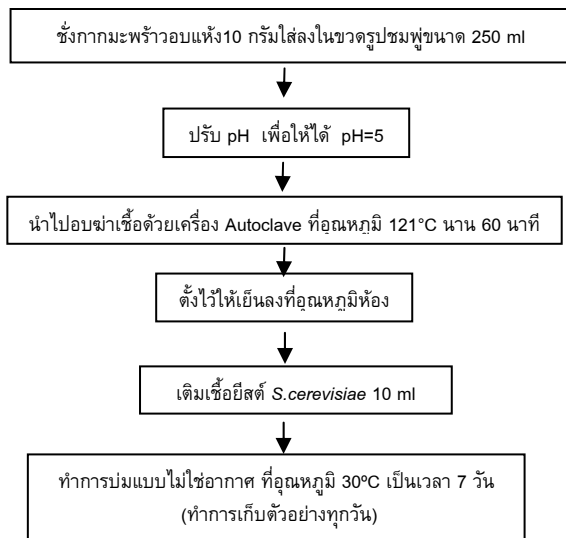 ชั่งกากมะพร้าวอบแห้ง10 กรัมใส่ลงในขวดรูปชมพู่ขนาด 250 ml
ปรับ pH เพื่อให้ได้ pH=5
นำไปอบฆ่าเชื้อด้วยเครื่อง Autoclave ที่อุณหภูมิ 121°C นาน 60 นาที
ตั้งไว้ให้เย็นลงที่อุณหภูมิห้อง
เติมเชื้อยีสต์ S.cerevisiae 10 ml
ทำการบ่มแบบไม่ใช่อากาศ ที่อุณหภูมิ 30ºC เป็นเวลา 7 วัน
(ทำการเก็บตัวอย่างทุกวัน)